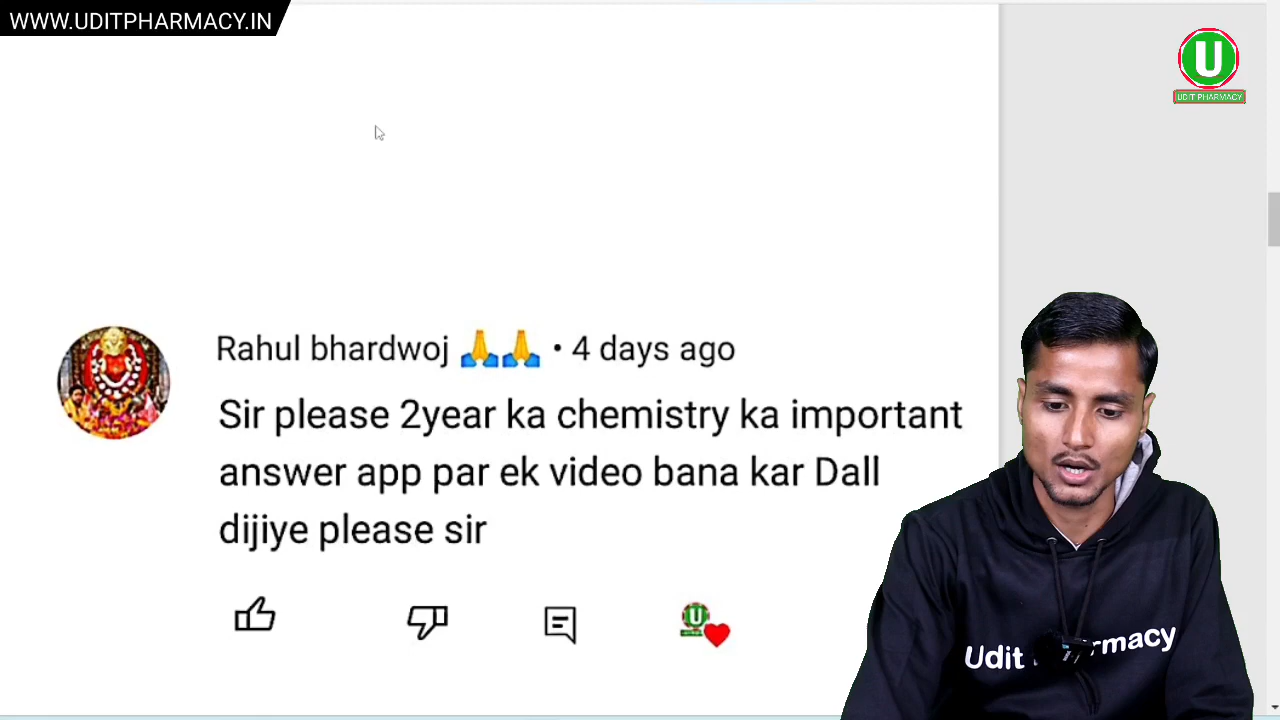 WWW.UDITPHARMACY.IN
U
UDIT PHARMACY
Rahul bhardwoj 🙏🙏 • 4 days ago
Sir please 2year ka chemistry ka important
answer app par ek video bana kar Dall
dijiye please sir
U
Udit